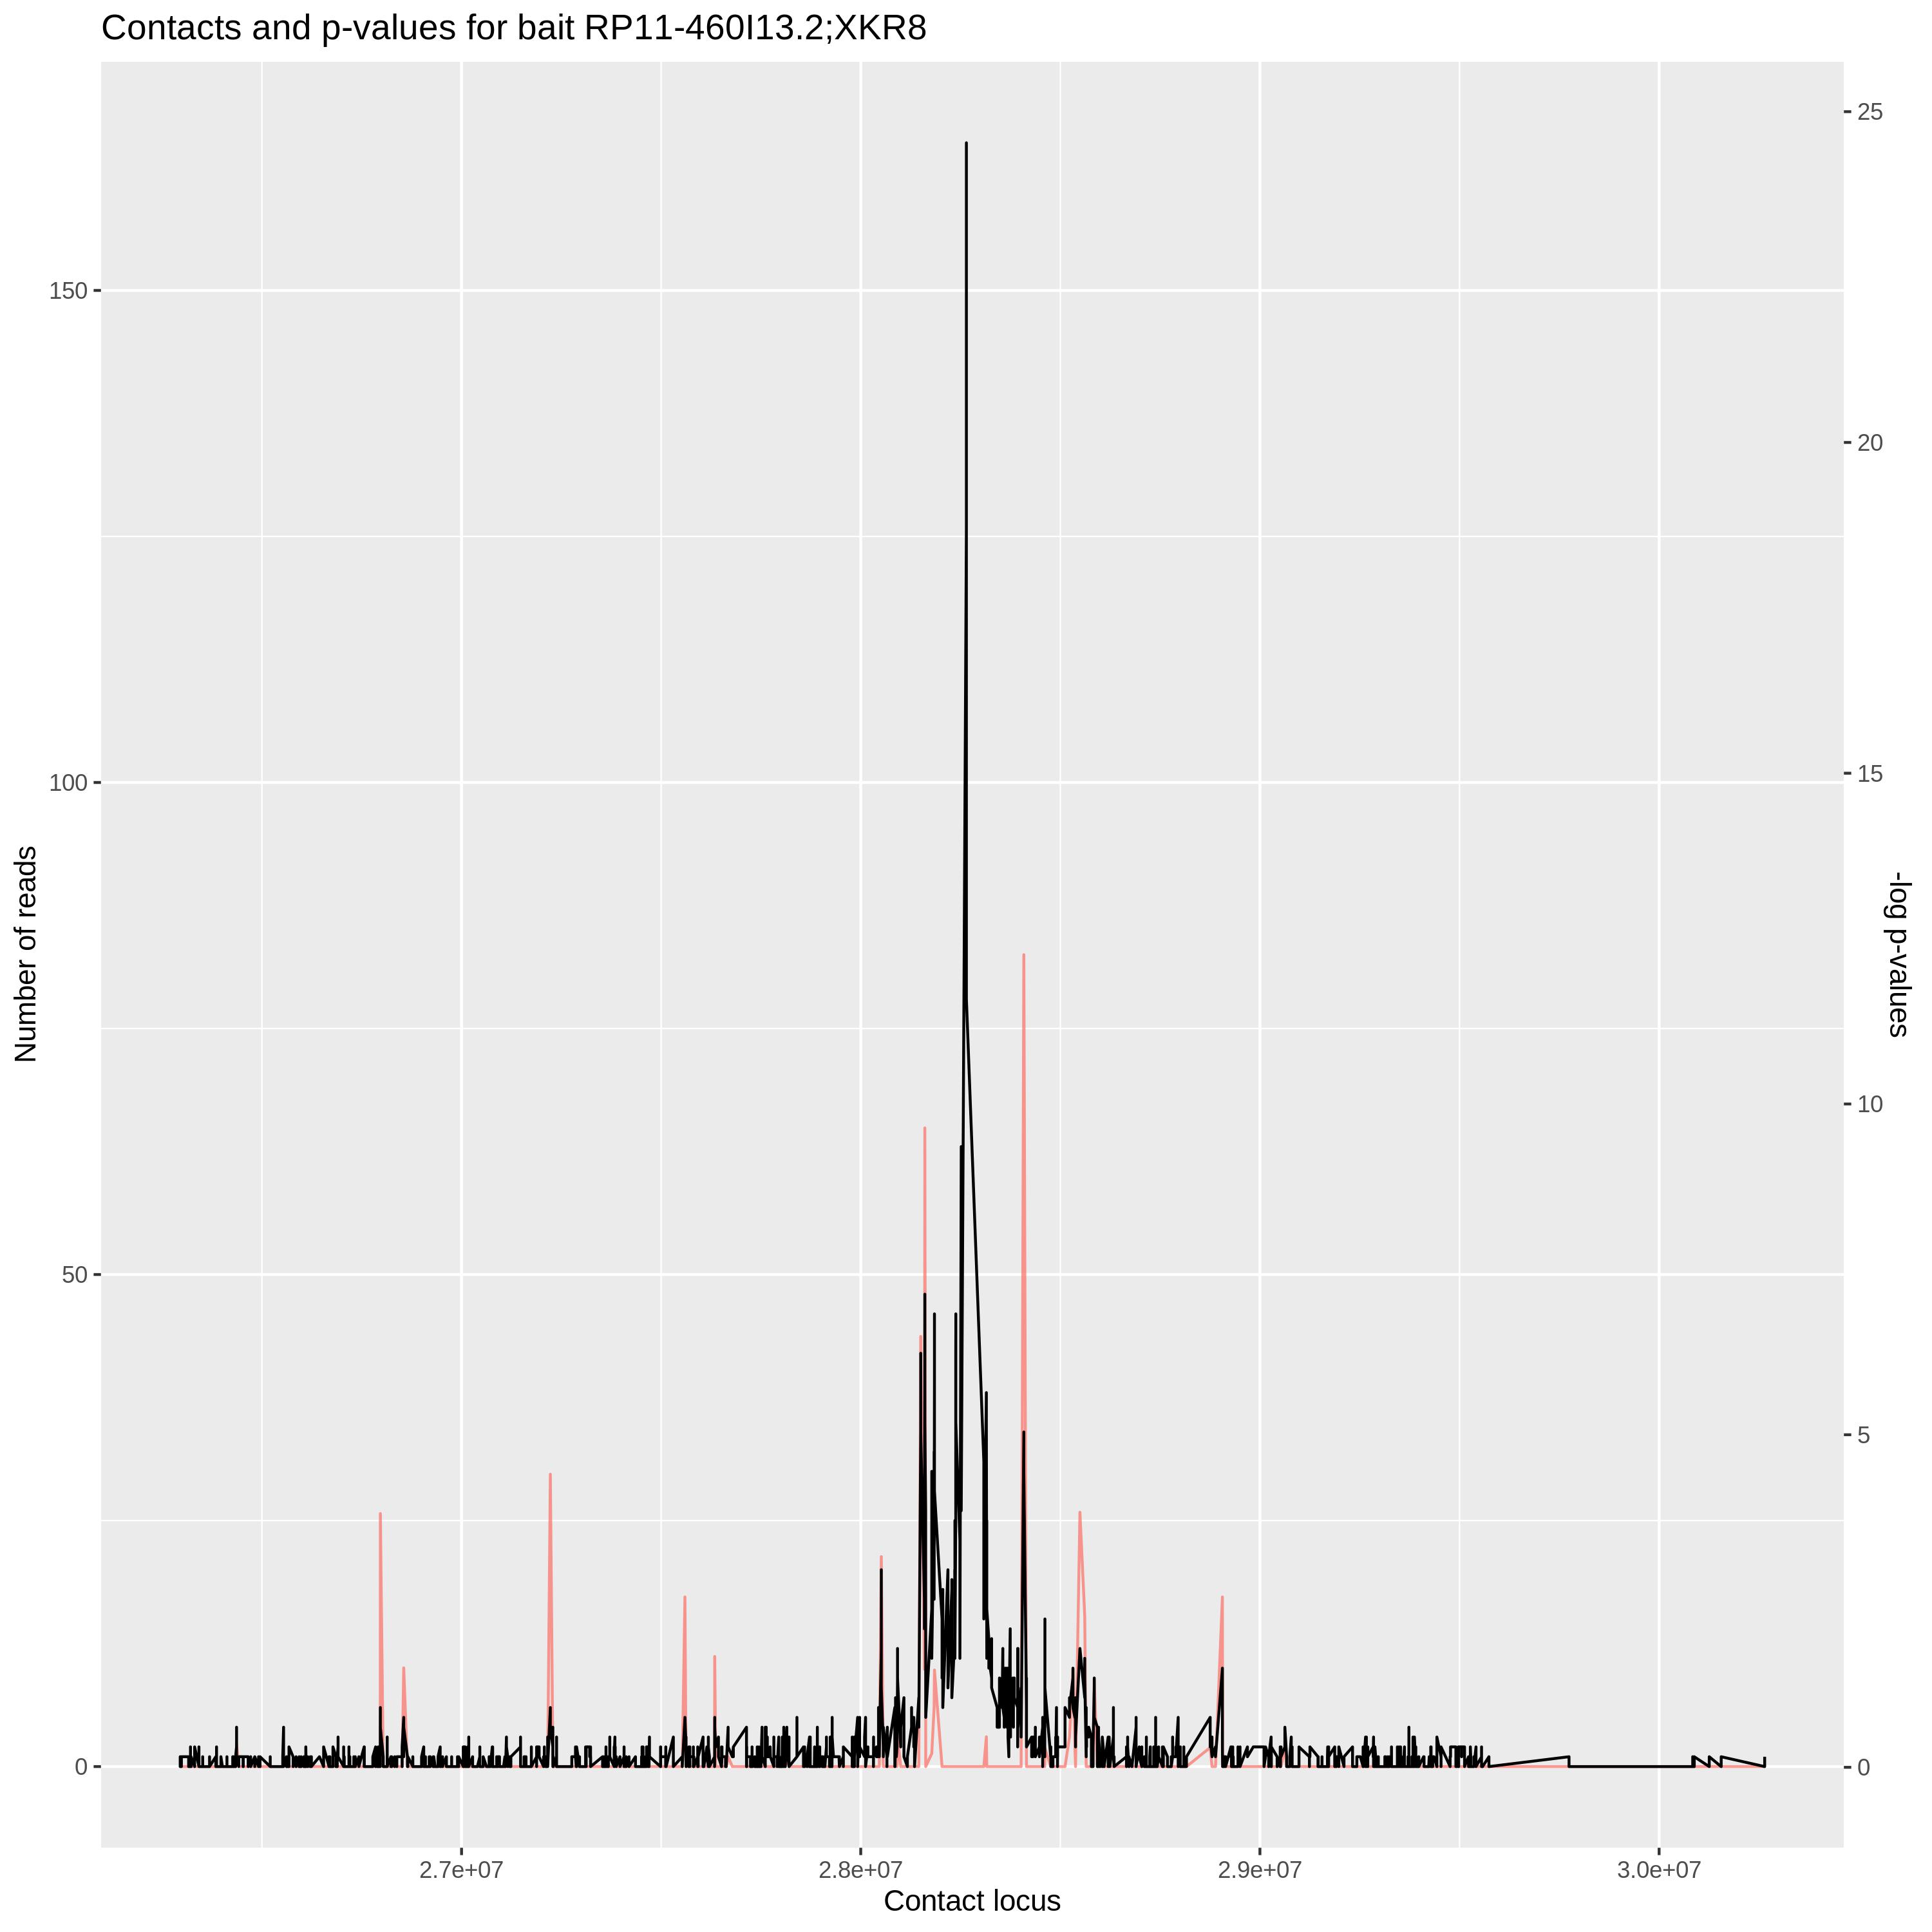 Contacts and p-values for bait RP11-460I13.2;XKR8
Number of reads
150
100
50
0
25
20
15
10
5
0
-log p-values
2.7e+07
2.8e+07
2.9e+07
3.0e+07
Contact locus